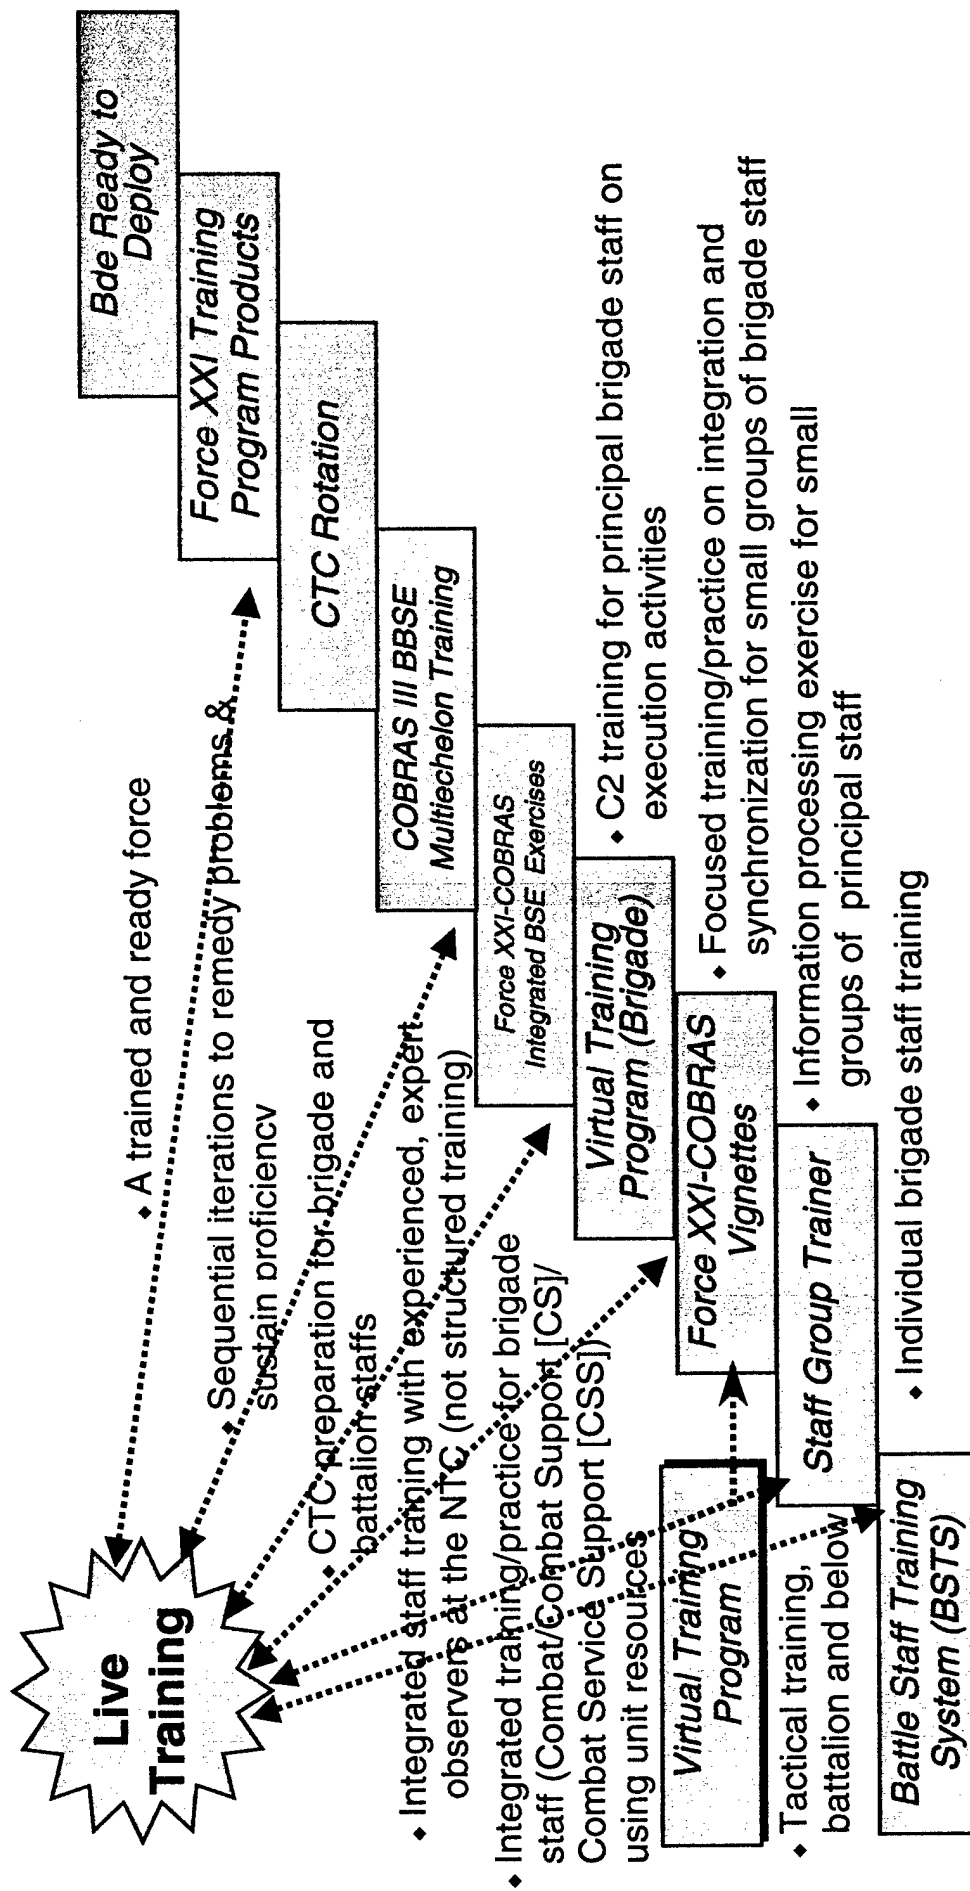 Live
Training
• A trained and ready force
• Sequential iterations to remedy problems &
sustain proficiency
• CTC preparation for brigade and
battalion staffs
• Integrated staff training with experienced, expert
observers at the NTC (not structured training)
• Integrated training/practice for brigade
staff (Combat/Combat Support [CS]/
Combat Service Support [CSS])
using unit resources
Bde Ready to
Deploy
Force XXI Training
Program Products
CTC Rotation
COBRAS III BBSE
Multiechelon Training
Force XXI-COBRAS
Integrated BSE Exercises
Virtual Training
Program (Brigade)
• C2 training for principal brigade staff on
execution activities
Force XXI-COBRAS
Vignettes
• Focused training/practice on integration and
synchronization for small groups of brigade staff
Virtual Training
Program
• Tactical training,
battalion and below
Staff Group Trainer
• Information processing exercise for small
groups of principal staff
Battle Staff Training
System (BSTS)
• Individual brigade staff training